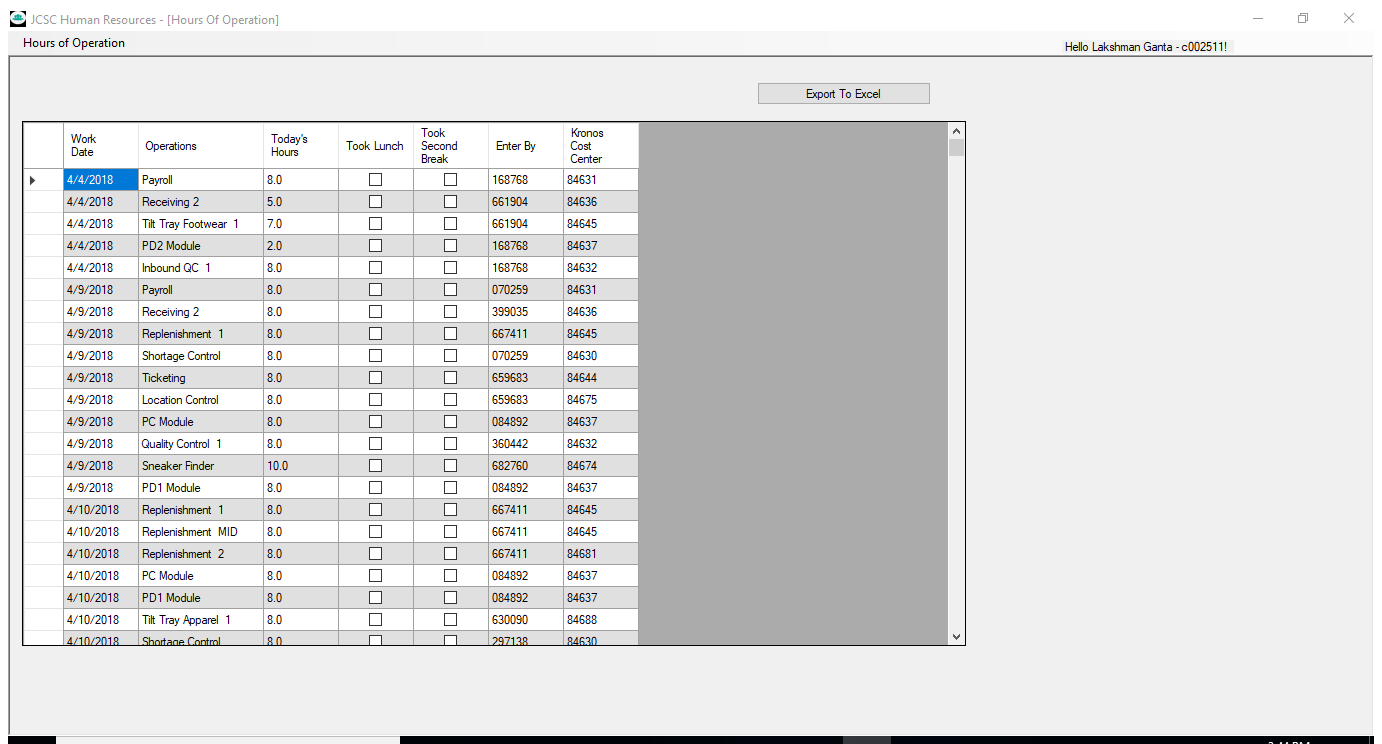 JCSC Human Resources - [Hours Of Operation]
Hours of Operation
Hello Lakshman Ganta - c002511!
Export To Excel
Work Date Operations Today's Hours Took Lunch Took Second Break Enter By Kronos Cost Center
4/4/2018 Payroll 8.0 168768 84631
4/4/2018 Receiving 2 5.0 661904 84636
4/4/2018 Tilt Tray Footwear 1 7.0 661904 84645
4/4/2018 PD2 Module 2.0 168768 84637
4/4/2018 Inbound QC 1 8.0 168768 84632
4/9/2018 Payroll 8.0 070259 84631
4/9/2018 Receiving 2 8.0 399035 84636
4/9/2018 Replenishment 1 8.0 667411 84645
4/9/2018 Shortage Control 8.0 070259 84630
4/9/2018 Ticketing 8.0 659683 84644
4/9/2018 Location Control 8.0 659683 84675
4/9/2018 PC Module 8.0 084892 84637
4/9/2018 Quality Control 1 8.0 360442 84632
4/9/2018 Sneaker Finder 10.0 682760 84674
4/9/2018 PD1 Module 8.0 084892 84637
4/10/2018 Replenishment 1 8.0 667411 84645
4/10/2018 Replenishment MID 8.0 667411 84645
4/10/2018 Replenishment 2 8.0 667411 84681
4/10/2018 PC Module 8.0 084892 84637
4/10/2018 PD1 Module 8.0 084892 84637
4/10/2018 Tilt Tray Apparel 1 8.0 630090 84688
4/10/2018 Shortage Control 8.0 297138 84630